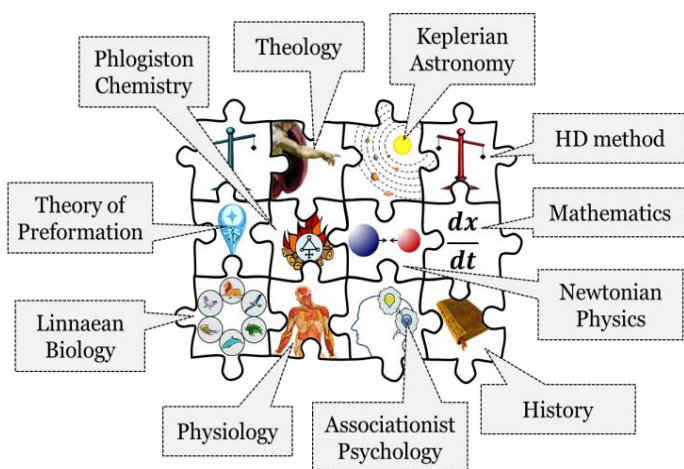 Theology
Keplerian
Astronomy
Phlogiston
Chemistry
HD method
Theory of
Preformation
Mathematics
dx
dt
Newtonian
Physics
Linnaean
Biology
Physiology
Associationist
Psychology
History